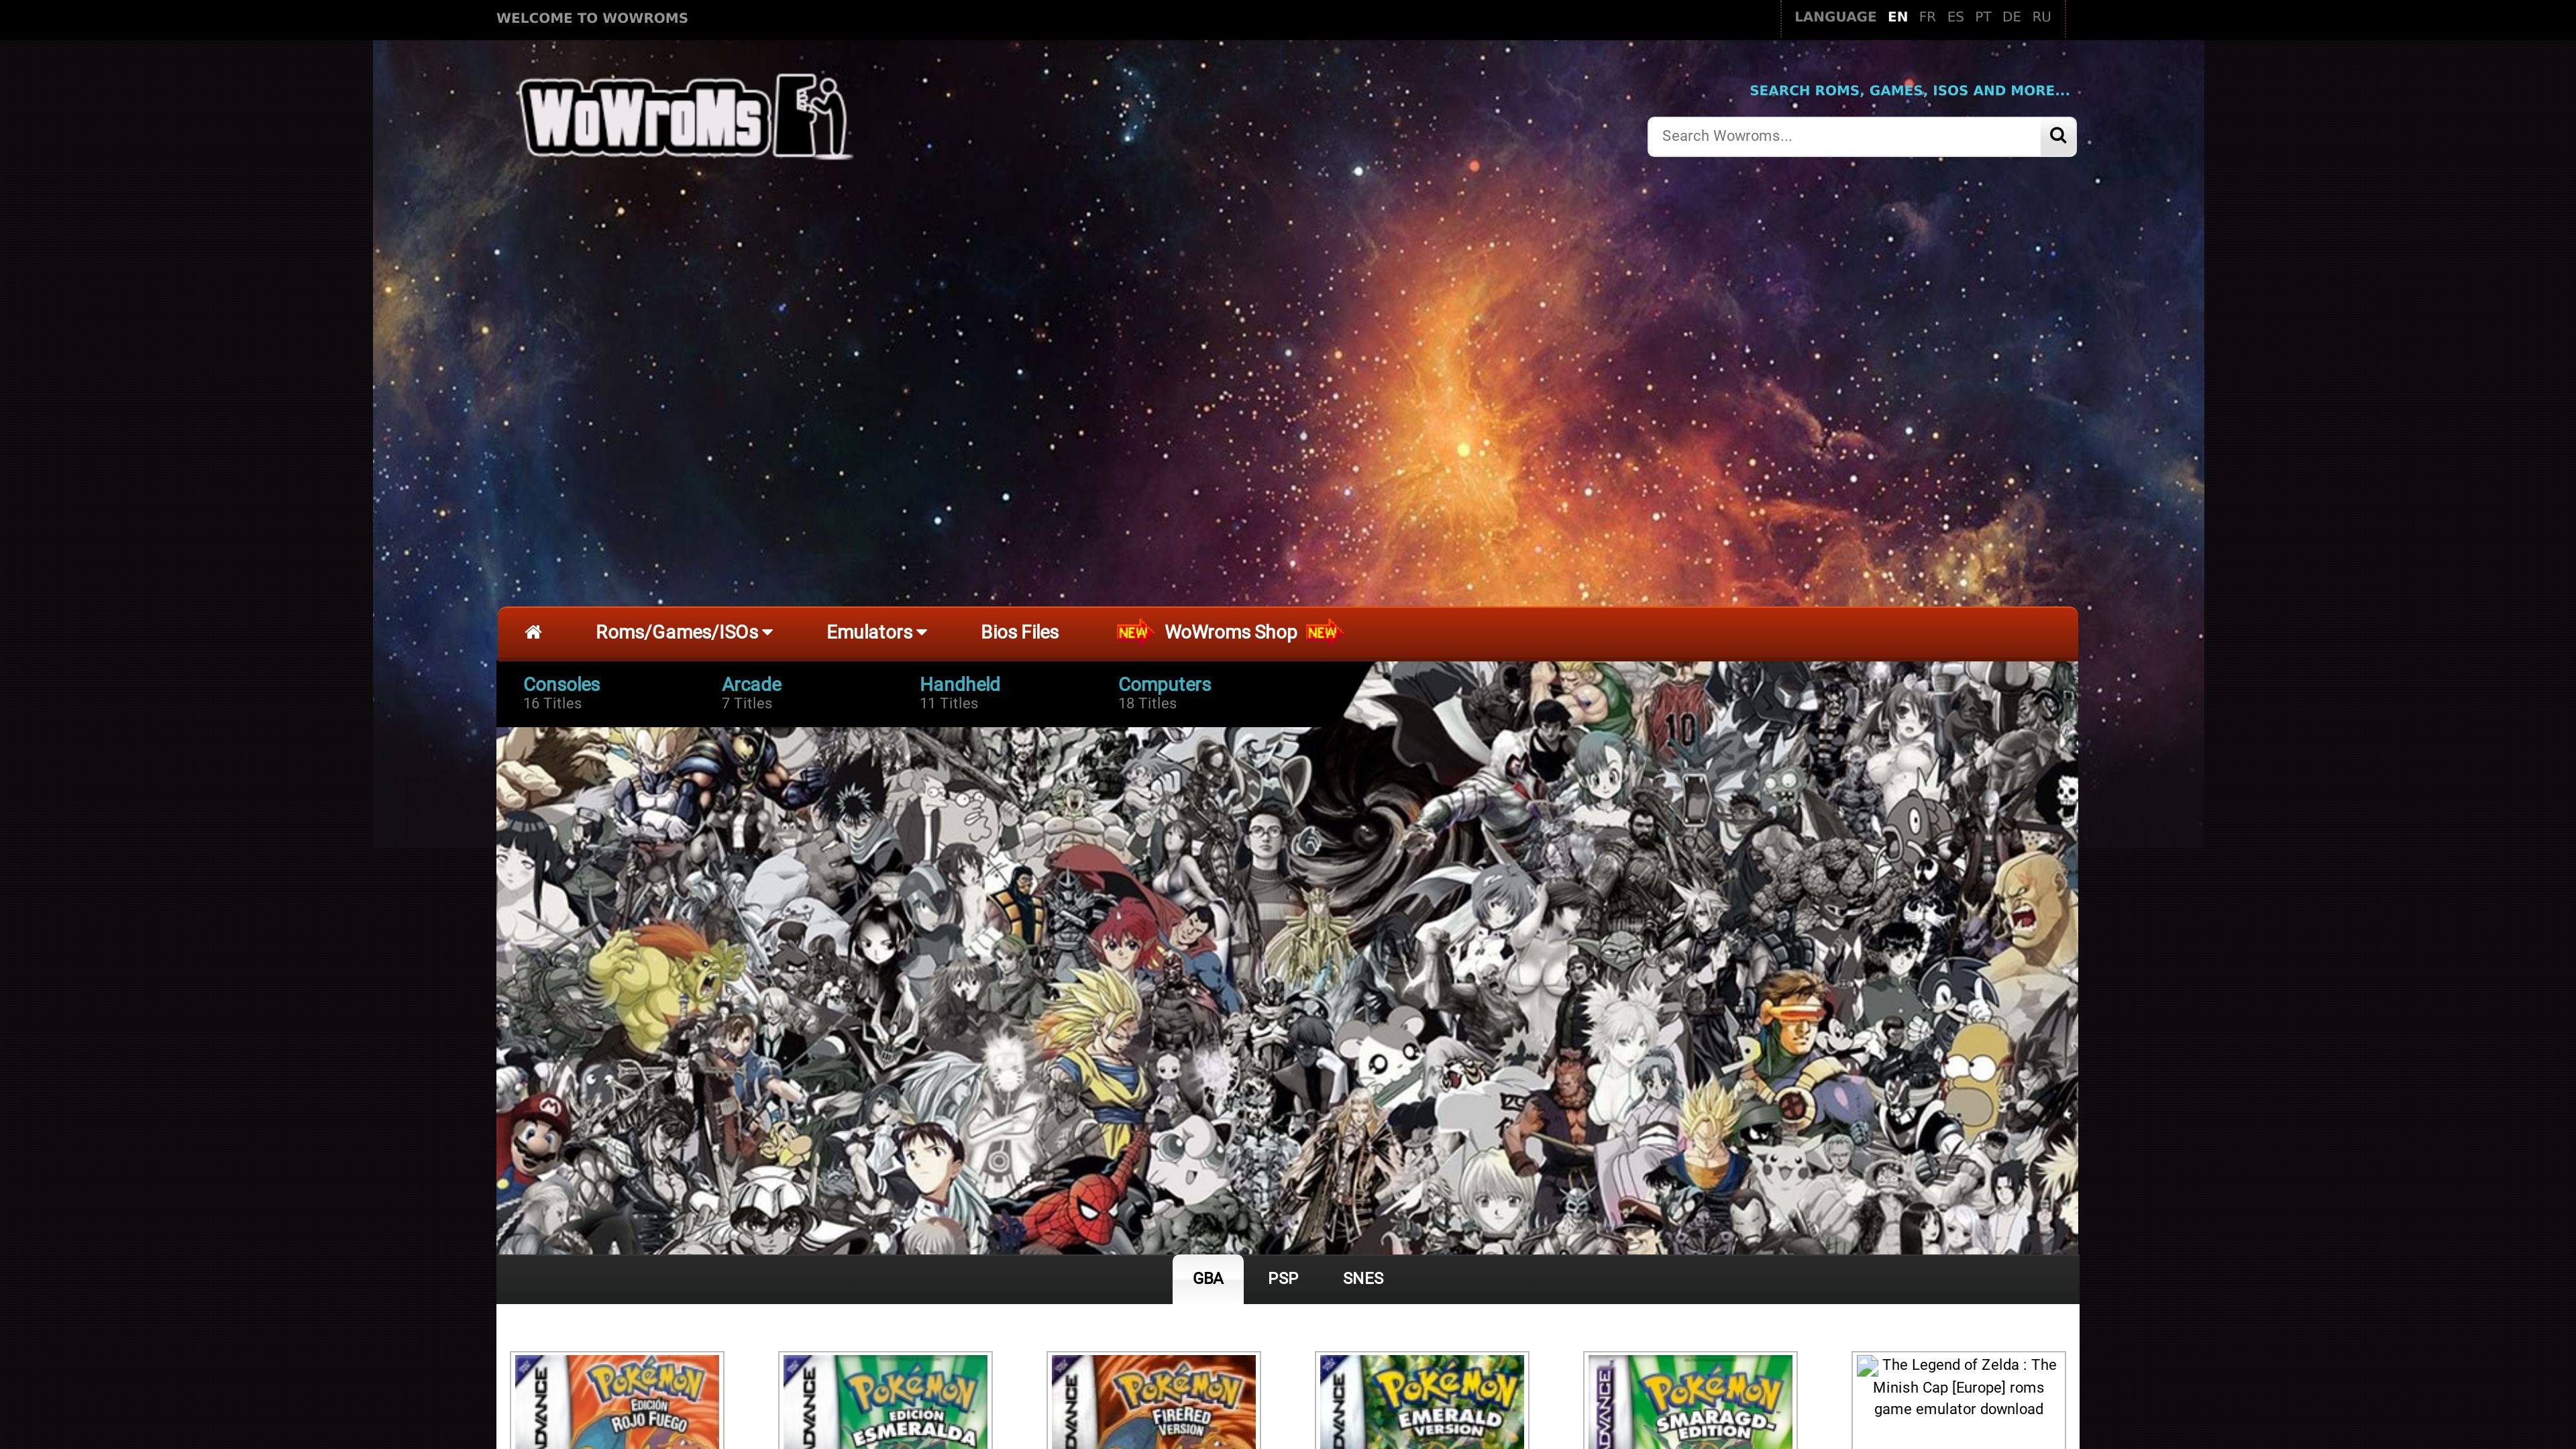 WELCOME TO WOWROMS
LANGUAGE EN FR ES PT DE RU
WoWroMs
SEARCH ROMS, GAMES, ISOS AND MORE...
Search Wowroms...
Roms/Games/ISOs Emulators Bios Files NEW WoWroms Shop NEW
Consoles Arcade Handheld Computers
16 Titles 7 Titles 11 Titles 18 Titles
10
GBA PSP SNES
ADVANCE
POKéMON
EDICIÓN
ROJO FUEGO
ADVANCE
POKéMON
EDICIÓN
ESMERALDA
ADVANCE
POKéMON
FIRERED
VERSION
ADVANCE
POKéMON
EMERALD
VERSION
ADVANCE
POKéMON
SMARAGD-
EDITION
The Legend of Zelda : The
Minish Cap [Europe] roms
game emulator download